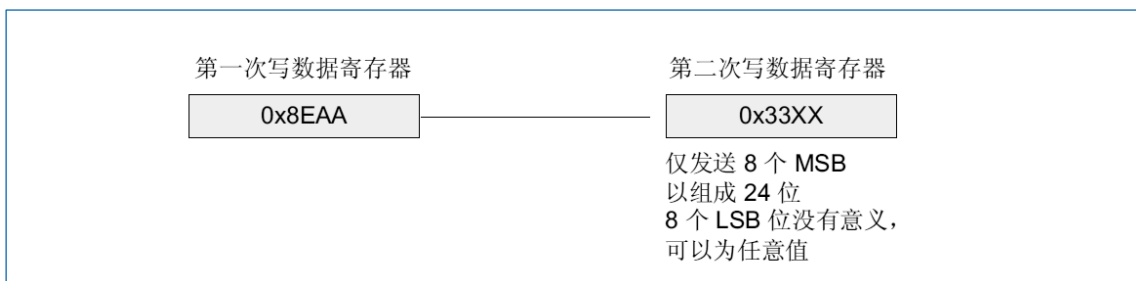 第一次写数据寄存器
0x8EAA
第二次写数据寄存器
0x33XX
仅发送 8 个 MSB
以组成 24 位
8 个 LSB 位没有意义，
可以为任意值